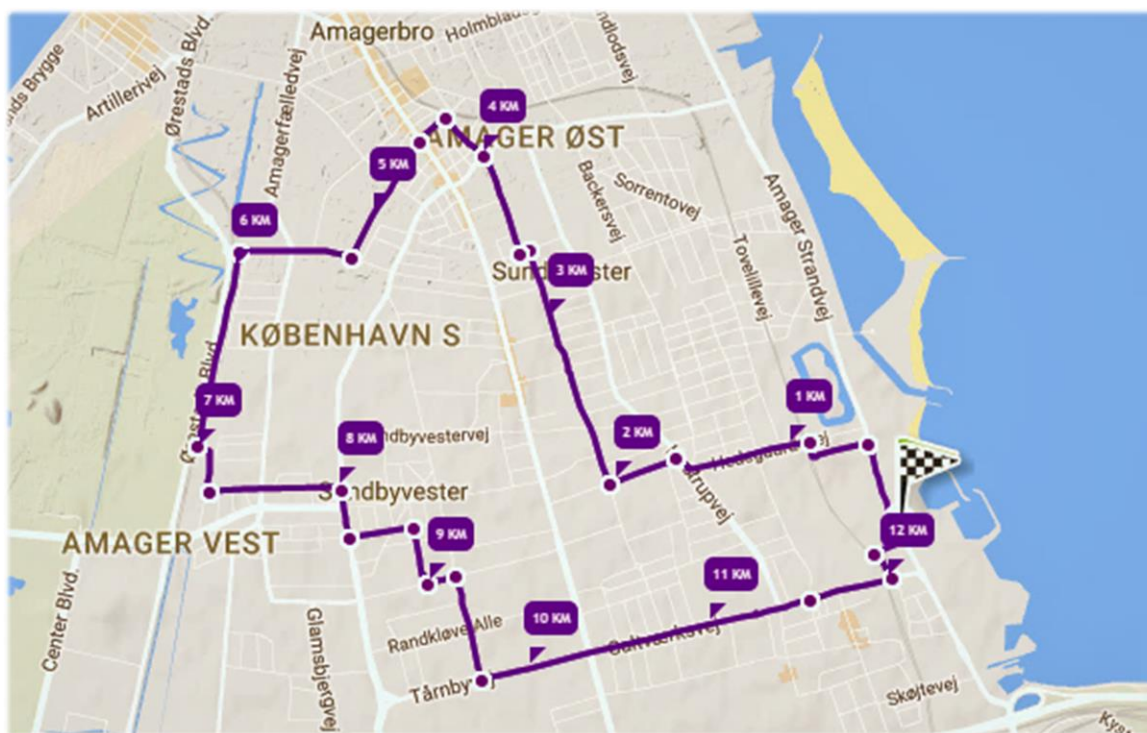 Amagerbro
Ørestads Blvd.
Artillerivej
Amagerfælledvej
4 KM
AMAGER ØST
5 KM
Backersvej
Sorrentovej
Amager Strandvej
6 KM
Tovelillevej
3 KM
KØBENHAVN S
7 KM
1 KM
8 KM
2 KM
AMAGER VEST
9 KM
12 KM
11 KM
10 KM
Center Blvd.
Glamsbjergvej
Randkløve Alle
Skøjtevej